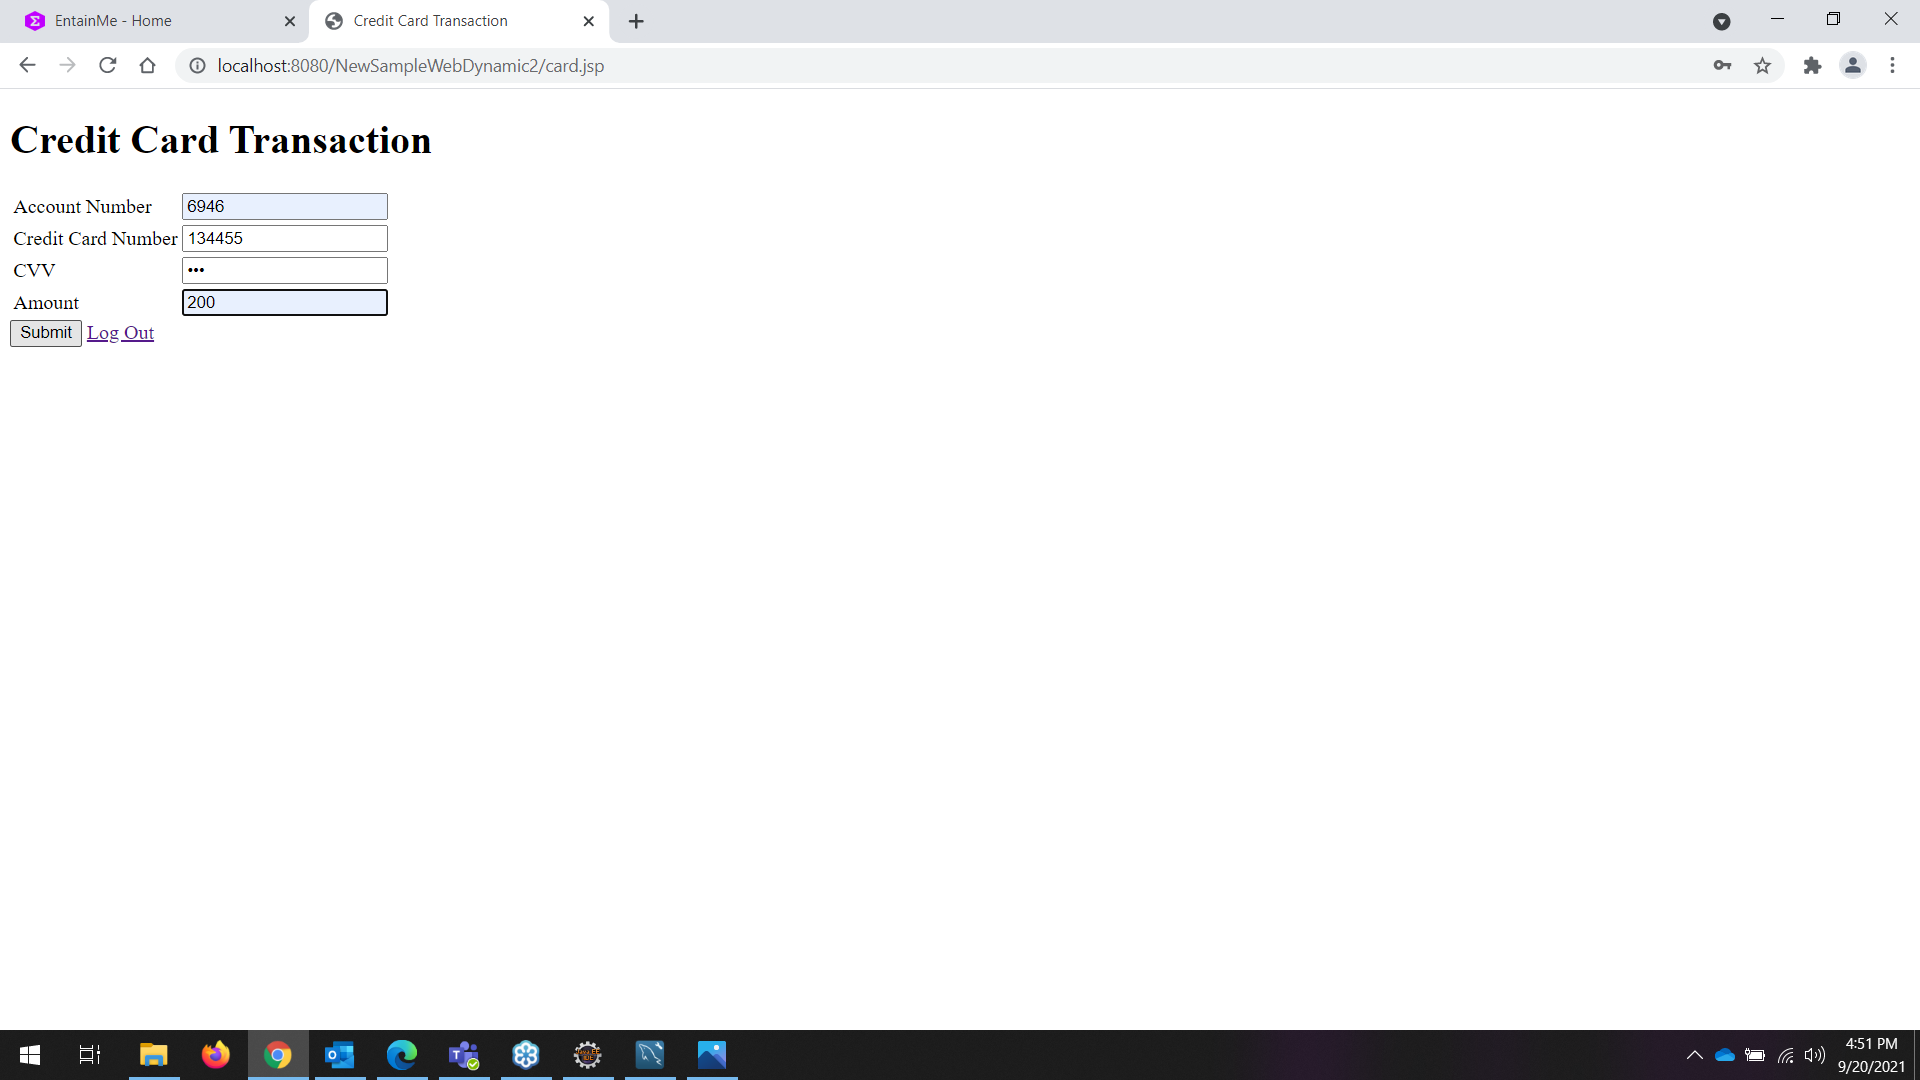 EntainMe - Home
Credit Card Transaction
localhost:8080/NewSampleWebDynamic2/card.jsp
Credit Card Transaction
Account Number 6946
Credit Card Number 134455
CVV •••
Amount 200
Submit Log Out
4:51 PM
9/20/2021